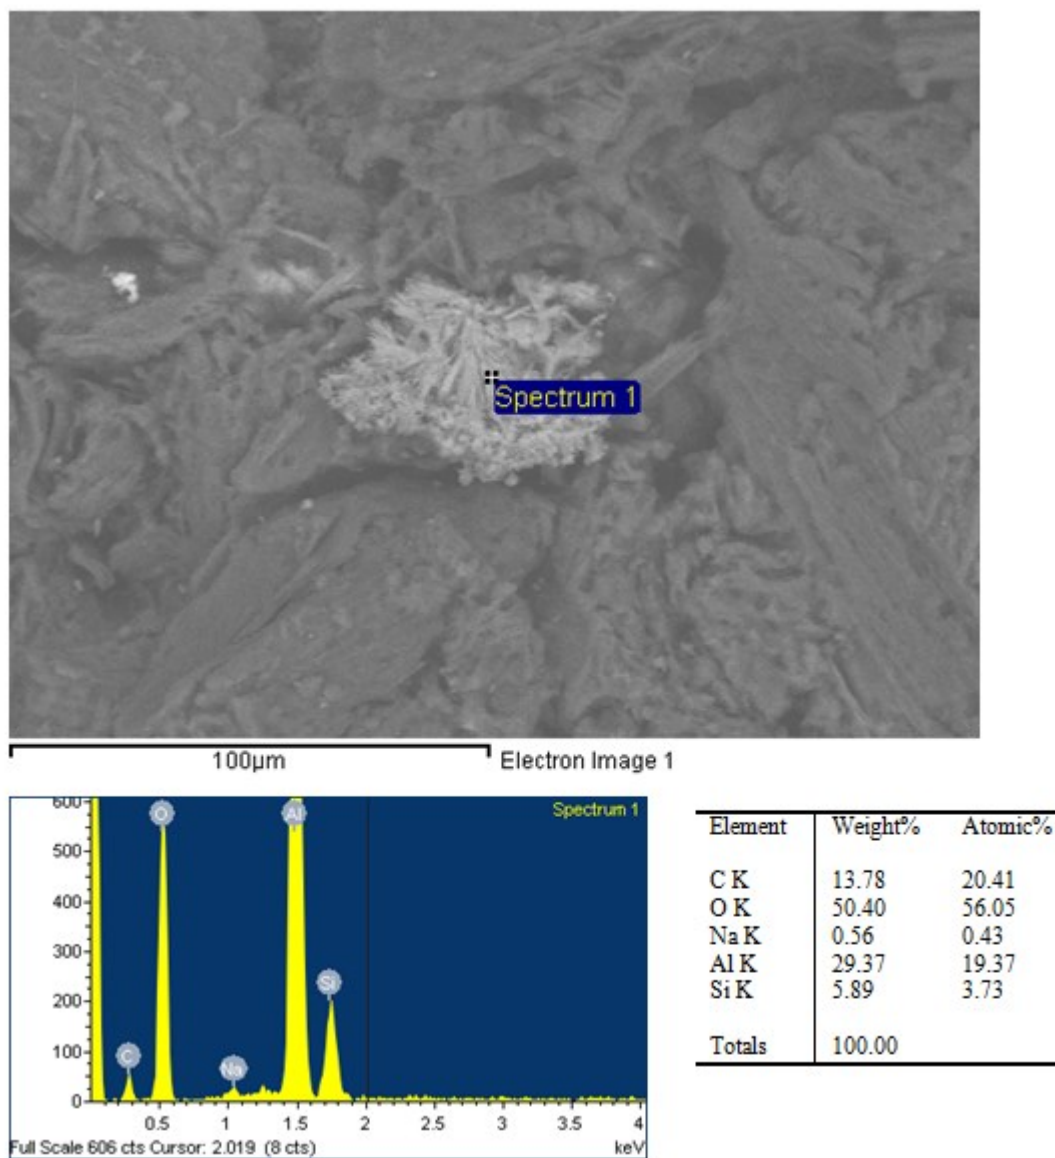 Spectrum 1
100µm Electron Image 1
600 Spectrum 1
O Al
500
400
300
Si
200
100
C Na
0
0.5 1 1.5 2 2.5 3 3.5 4
Full Scale 606 cts Cursor: 2.019 (8 cts) keV
Element Weight% Atomic%
C K 13.78 20.41
O K 50.40 56.05
Na K 0.56 0.43
Al K 29.37 19.37
Si K 5.89 3.73
Totals 100.00